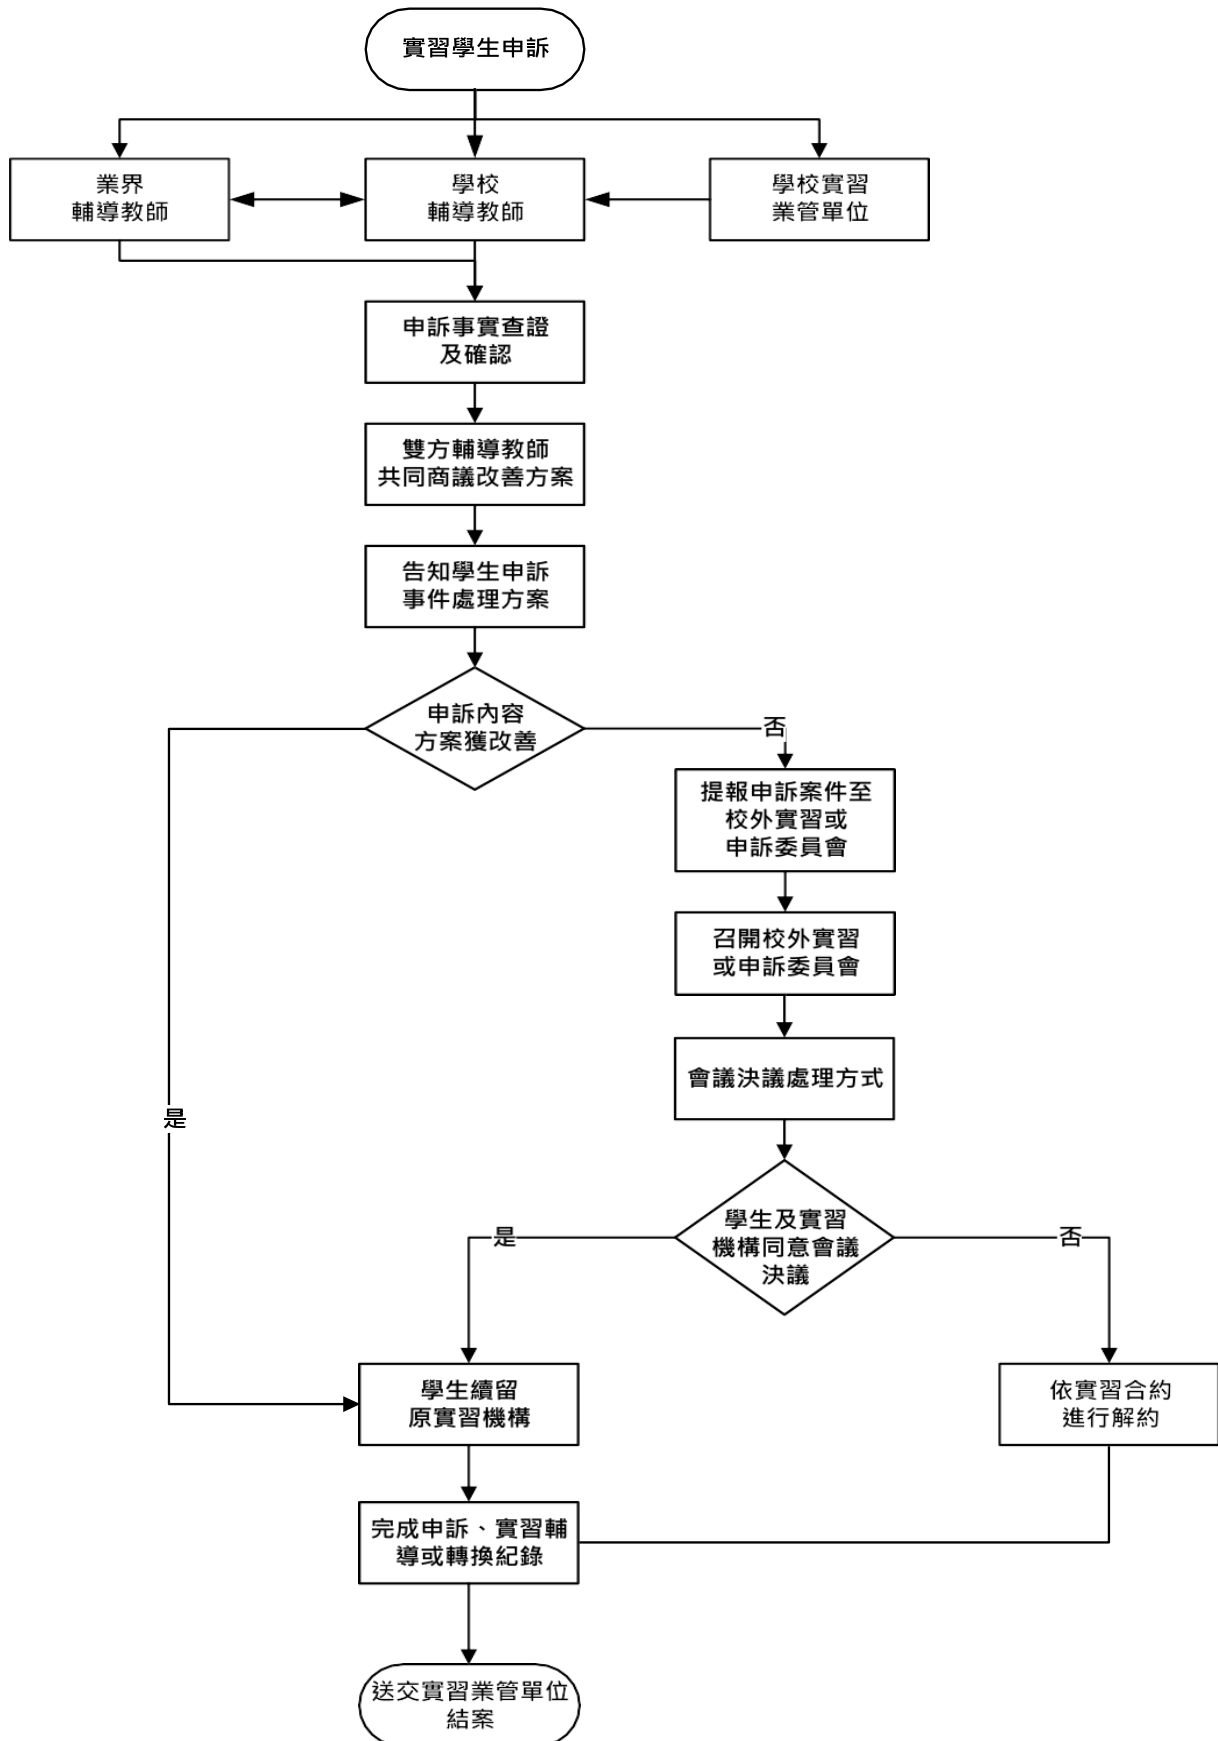 實習學生申訴
業界
輔導教師
學校
輔導教師
學校實習
業管單位
申訴事實查證
及確認
雙方輔導教師
共同商議改善方案
告知學生申訴
事件處理方案
申訴內容
方案獲改善
否
提報申訴案件至
校外實習或
申訴委員會
召開校外實習
或申訴委員會
會議決議處理方式
是
學生及實習
機構同意會議
決議
是
否
學生續留
原實習機構
依實習合約
進行解約
完成申訴、實習輔
導或轉換紀錄
送交實習業管單位
結案